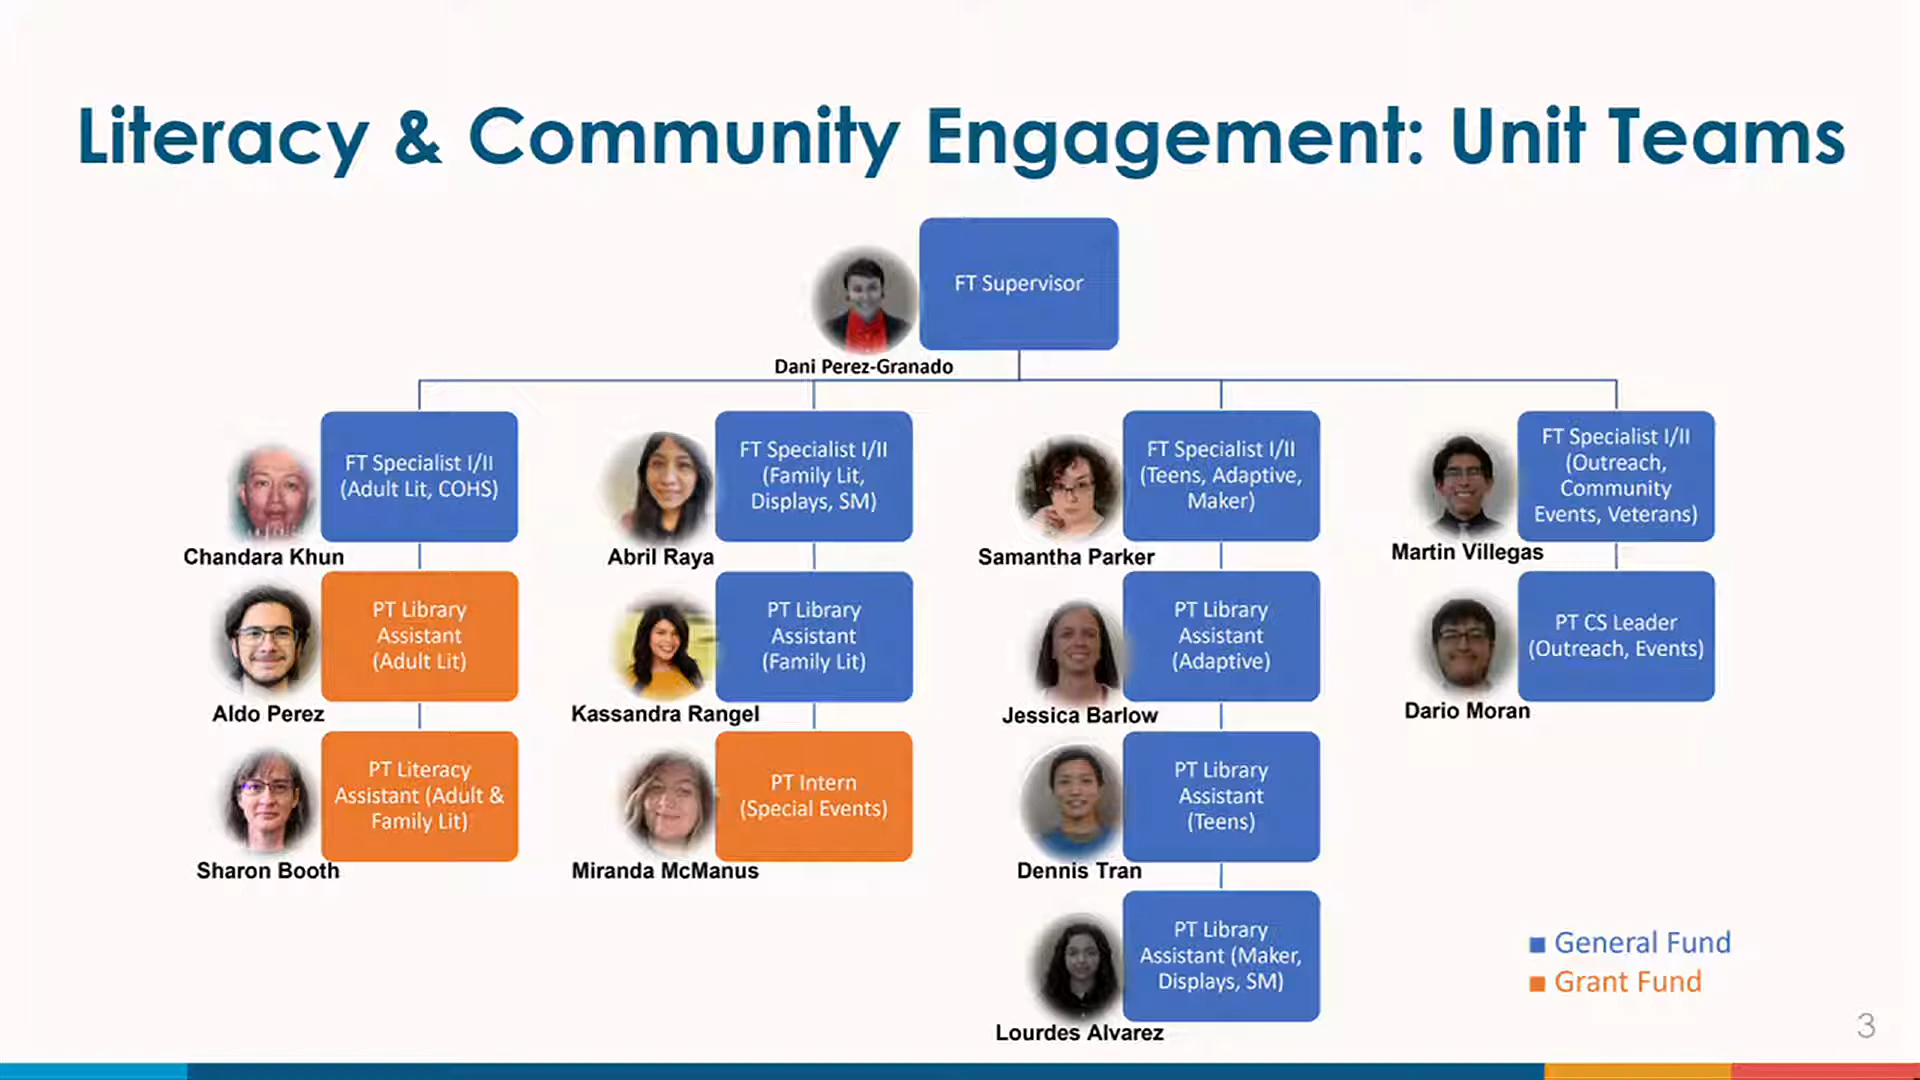 Literacy & Community Engagement: Unit Teams
FT Supervisor
Dani Perez-Granado
FT Specialist I/II
(Adult Lit, COHS)
Chandara Khun
FT Specialist I/II
(Family Lit,
Displays, SM)
Abril Raya
FT Specialist I/II
(Teens, Adaptive,
Maker)
Samantha Parker
FT Specialist I/II
(Outreach,
Community
Events, Veterans)
Martin Villegas
PT Library
Assistant
(Adult Lit)
Aldo Perez
PT Library
Assistant
(Family Lit)
Kassandra Rangel
PT Library
Assistant
(Adaptive)
Jessica Barlow
PT CS Leader
(Outreach, Events)
Dario Moran
PT Literacy
Assistant (Adult &
Family Lit)
Sharon Booth
PT Intern
(Special Events)
Miranda McManus
PT Library
Assistant
(Teens)
Dennis Tran
PT Library
Assistant (Maker,
Displays, SM)
Lourdes Alvarez
General Fund
Grant Fund
3